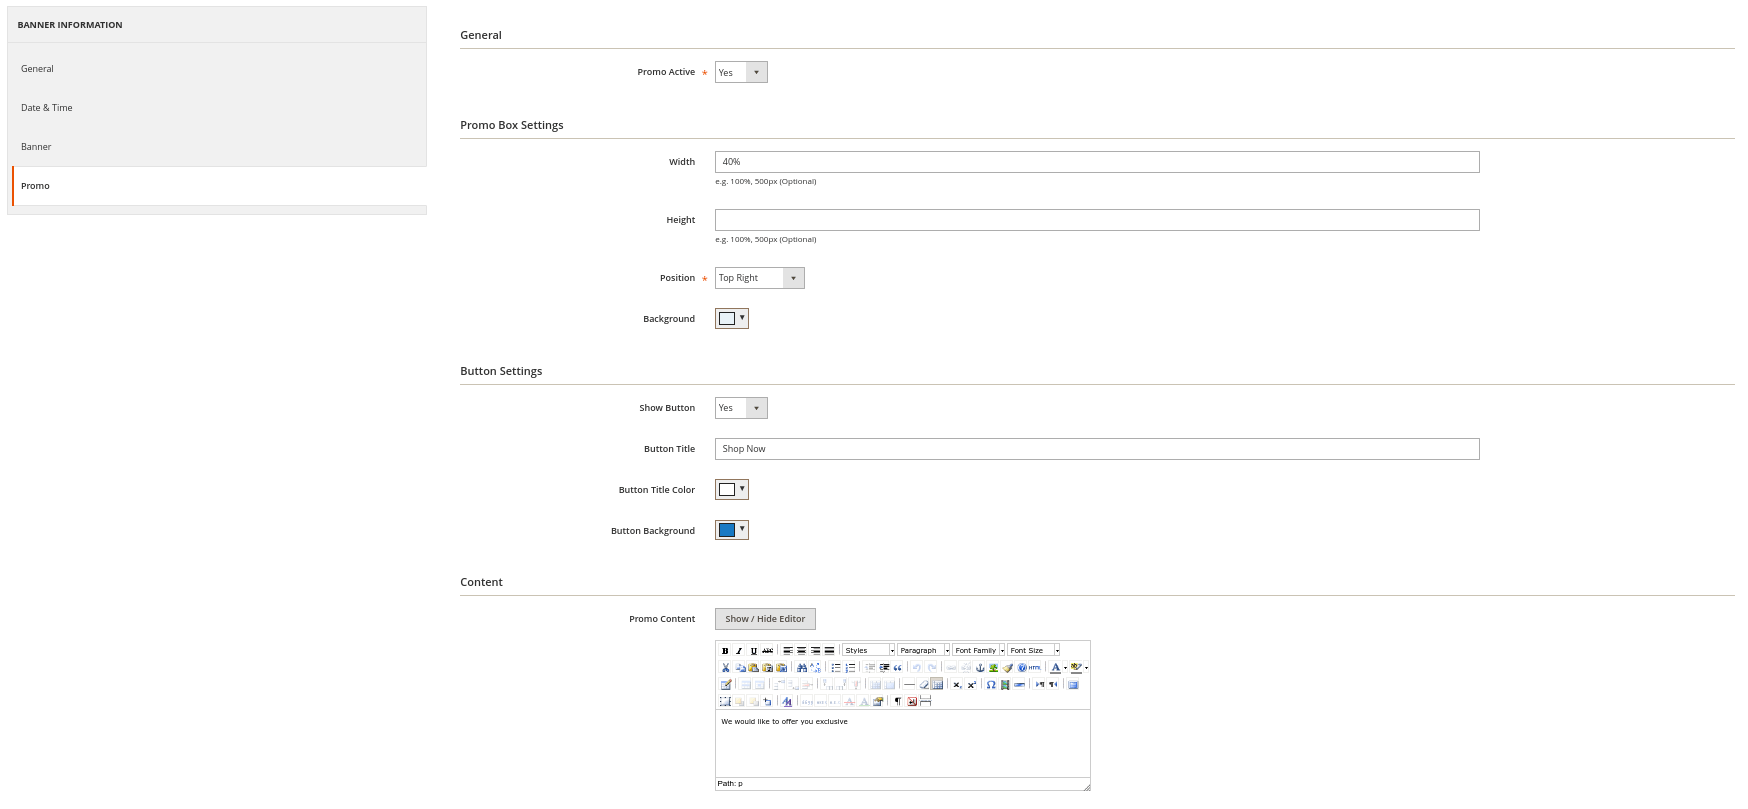 BANNER INFORMATION
General
Date & Time
Banner
Promo
General
Promo Active * Yes
Promo Box Settings
Width 40%
e.g. 100%, 500px (Optional)
Height
e.g. 100%, 500px (Optional)
Position * Top Right
Background
Button Settings
Show Button Yes
Button Title Shop Now
Button Title Color
Button Background
Content
Promo Content Show / Hide Editor
B I U ABC Styles Paragraph Font Family Font Size
HTML A
We would like to offer you exclusive
Path: p